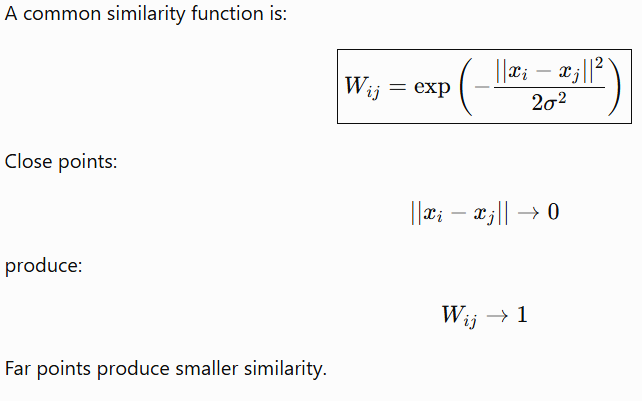 A common similarity function is:
$$W_{ij} = \exp\left(-\frac{||x_i - x_j||^2}{2\sigma^2}\right)$$
Close points:
$$||x_i - x_j|| \to 0$$
produce:
$$W_{ij} \to 1$$
Far points produce smaller similarity.